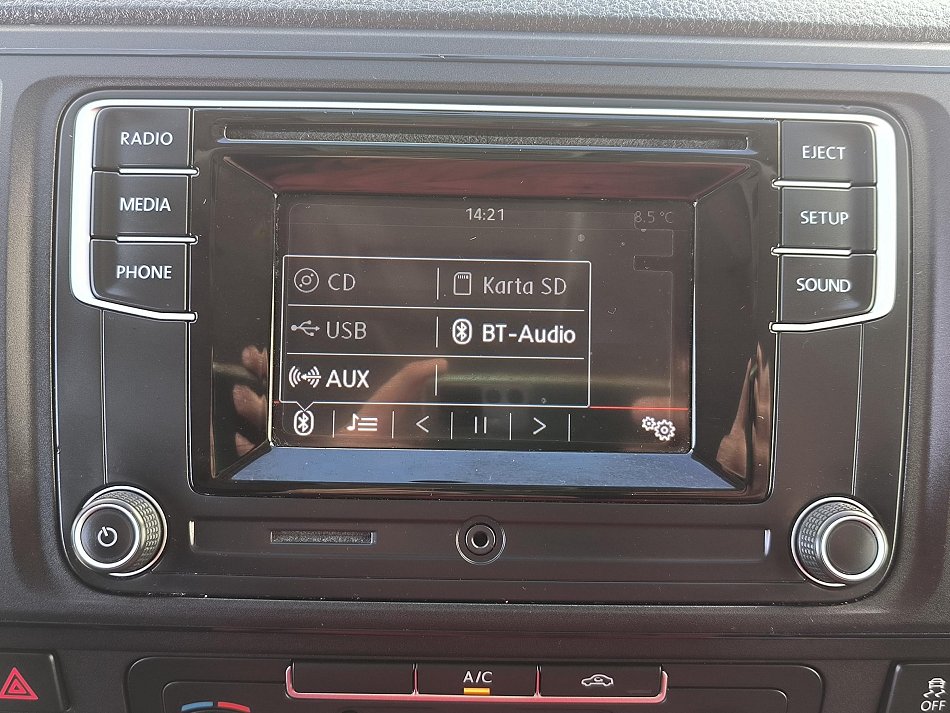 RADIO
EJECT
MEDIA
SETUP
PHONE
SOUND
14:21
8.5 °C
CD
Karta SD
USB
BT-Audio
AUX
A/C
OFF